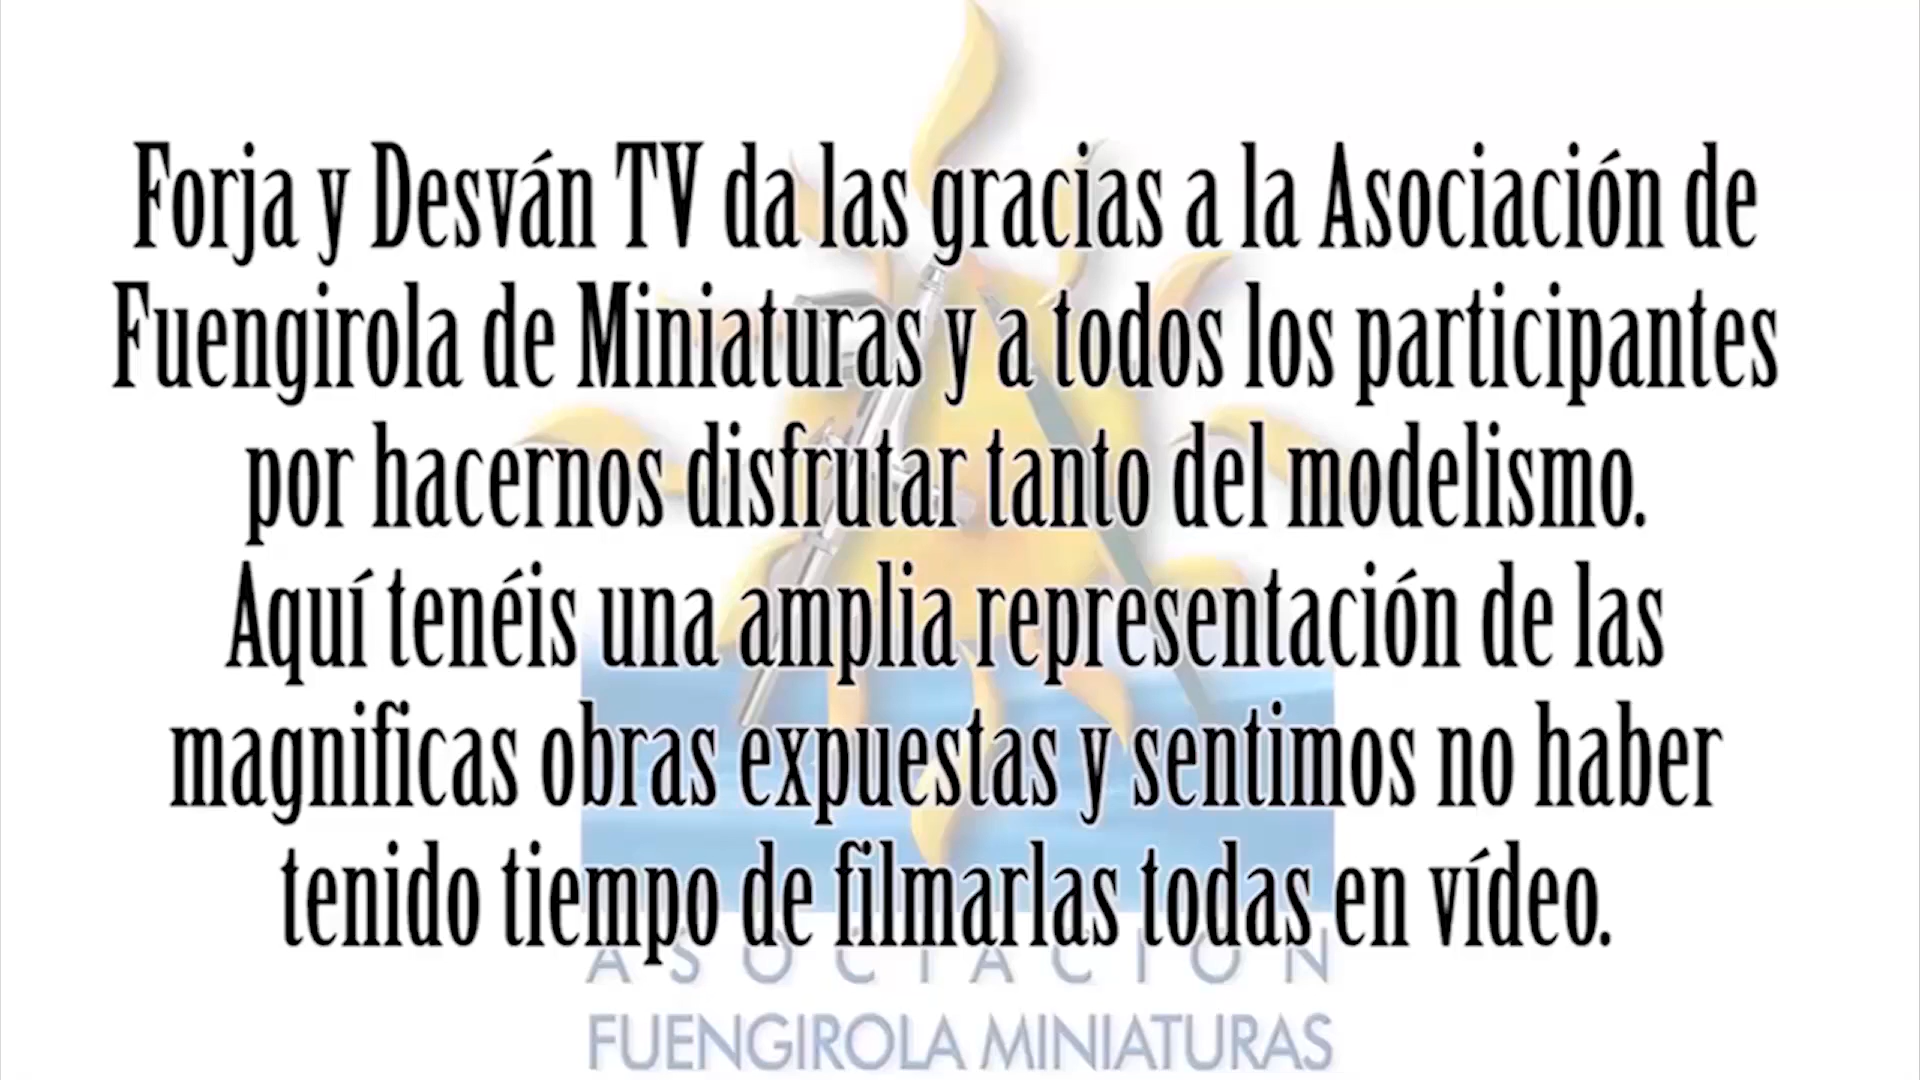 Forja y Desván TV da las gracias a la Asociación de
Fuengirola de Miniaturas y a todos los participantes
por hacernos disfrutar tanto del modelismo.
Aquí tenéis una amplia representación de las
magnificas obras expuestas y sentimos no haber
tenido tiempo de filmarlas todas en vídeo.
ASOCIACIÓN
FUENGIROLA MINIATURAS